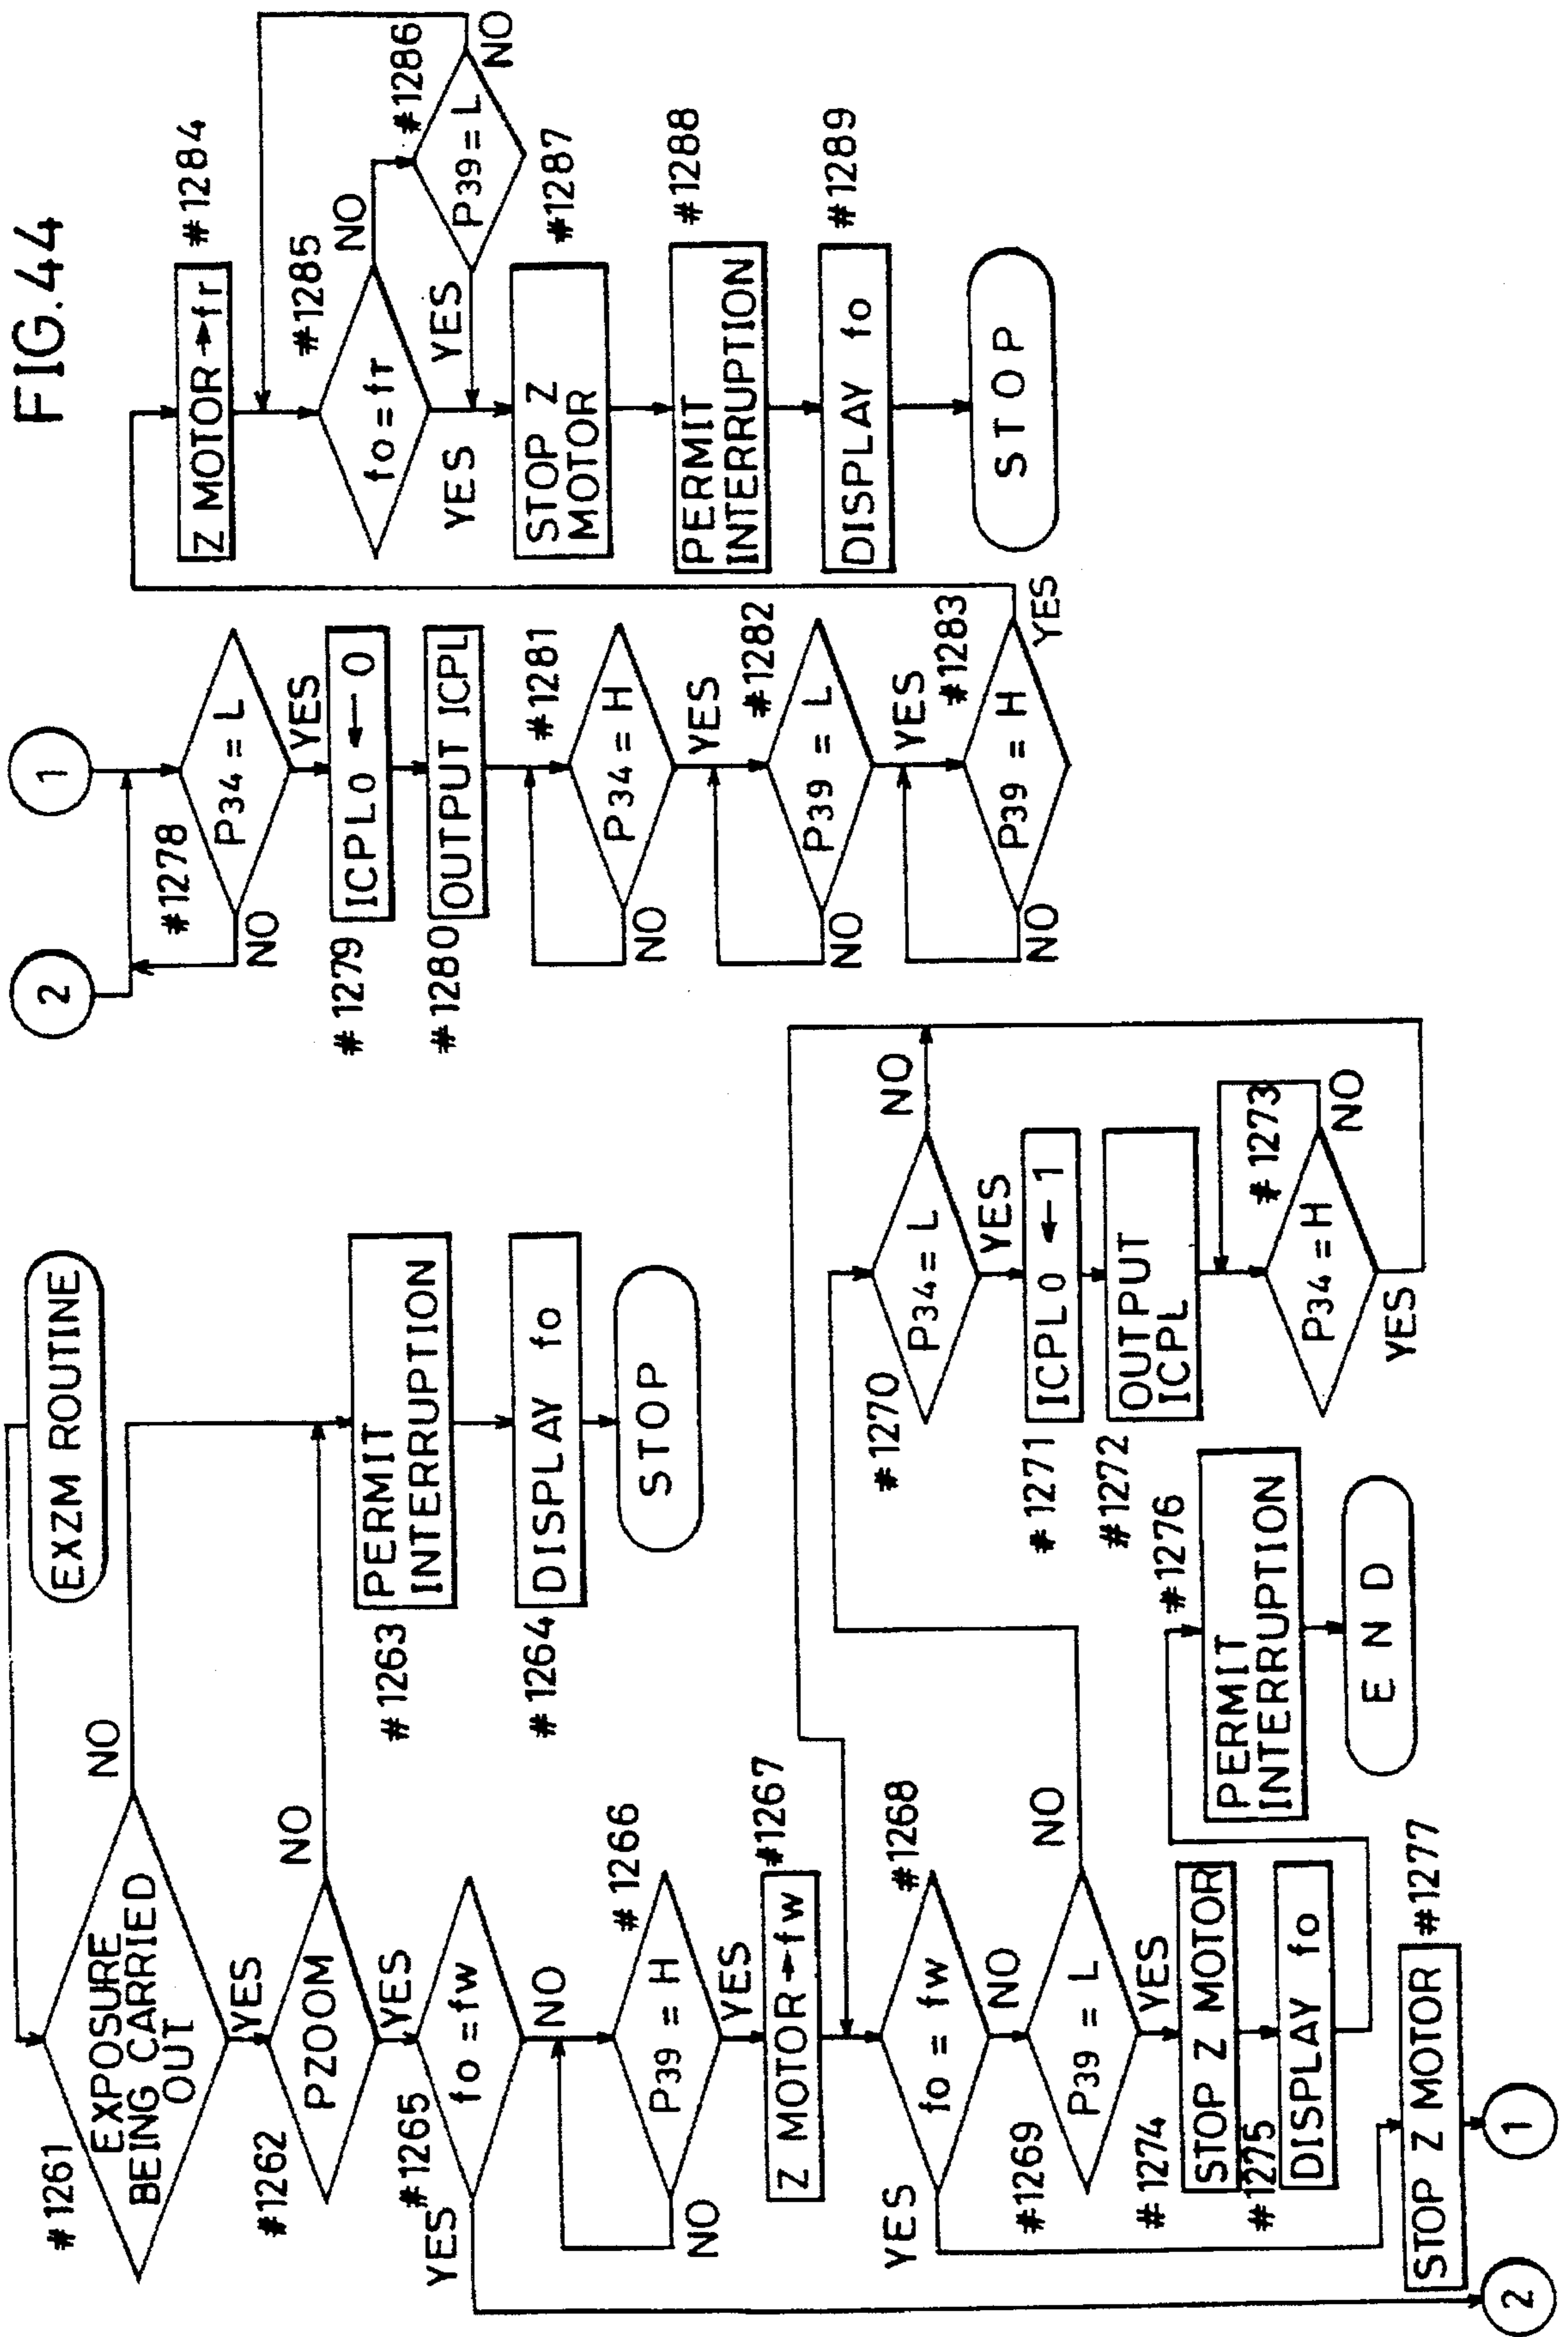 FIG.44
EXZM ROUTINE
#1261
EXPOSURE
BEING CARRIED
OUT
NO
YES
#1262
PZOOM
NO
YES
#1263
PERMIT
INTERRUPTION
#1264
DISPLAY fo
STOP
#1265
fo = fw
YES
NO
#1266
P39 = H
NO
YES
#1267
Z MOTOR→fw
#1268
fo = fw
YES
NO
#1269
P39 = L
NO
YES
#1270
P34 = L
NO
YES
#1271
ICPL0 ← 1
#1272
OUTPUT
ICPL
#1273
P34 = H
NO
YES
#1274
STOP Z MOTOR
#1275
DISPLAY fo
#1276
PERMIT
INTERRUPTION
END
#1277
STOP Z MOTOR
1
2
1
2
#1278
P34 = L
NO
YES
#1279
ICPL0 ← 0
#1280
OUTPUT ICPL
#1281
P34 = H
NO
YES
#1282
P39 = L
NO
YES
#1283
P39 = H
NO
YES
#1284
Z MOTOR→fr
#1285
fo = fr
NO
YES
#1286
P39 = L
NO
YES
#1287
STOP Z
MOTOR
#1288
PERMIT
INTERRUPTION
#1289
DISPLAY fo
STOP